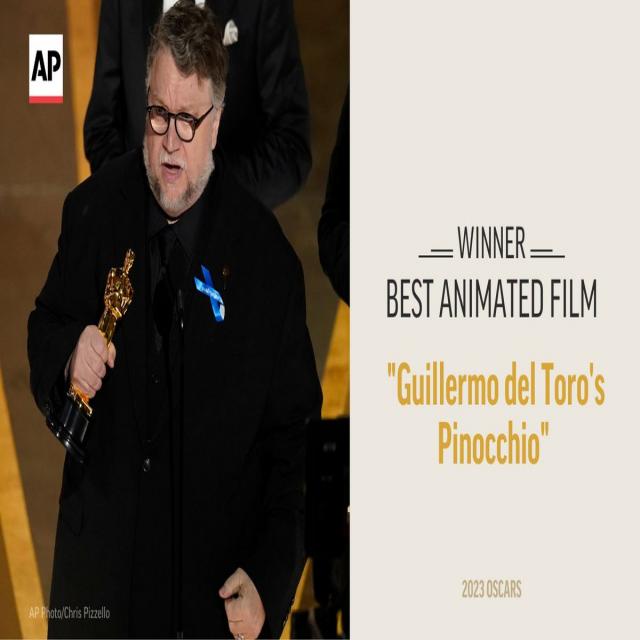 AP
WINNER
BEST ANIMATED FILM
"Guillermo del Toro's
Pinocchio"
2023 OSCARS
AP Photo/Chris Pizzello